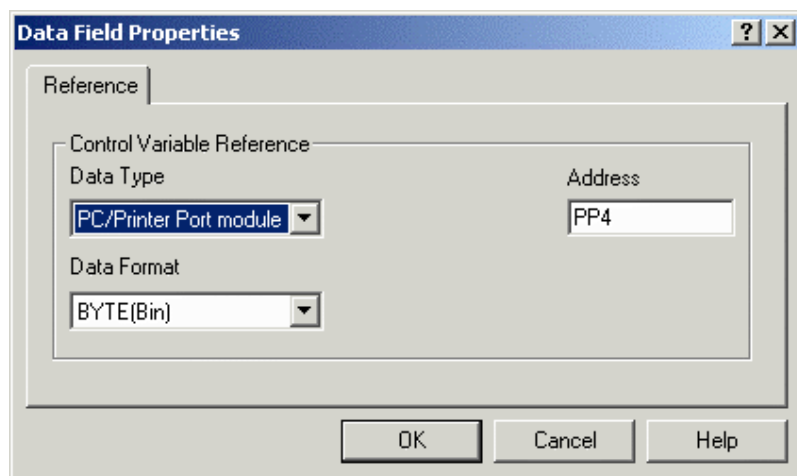 Data Field Properties
Reference
Control Variable Reference
Data Type
Address
PC/Printer Port module
PP4
Data Format
BYTE(Bin)
OK
Cancel
Help